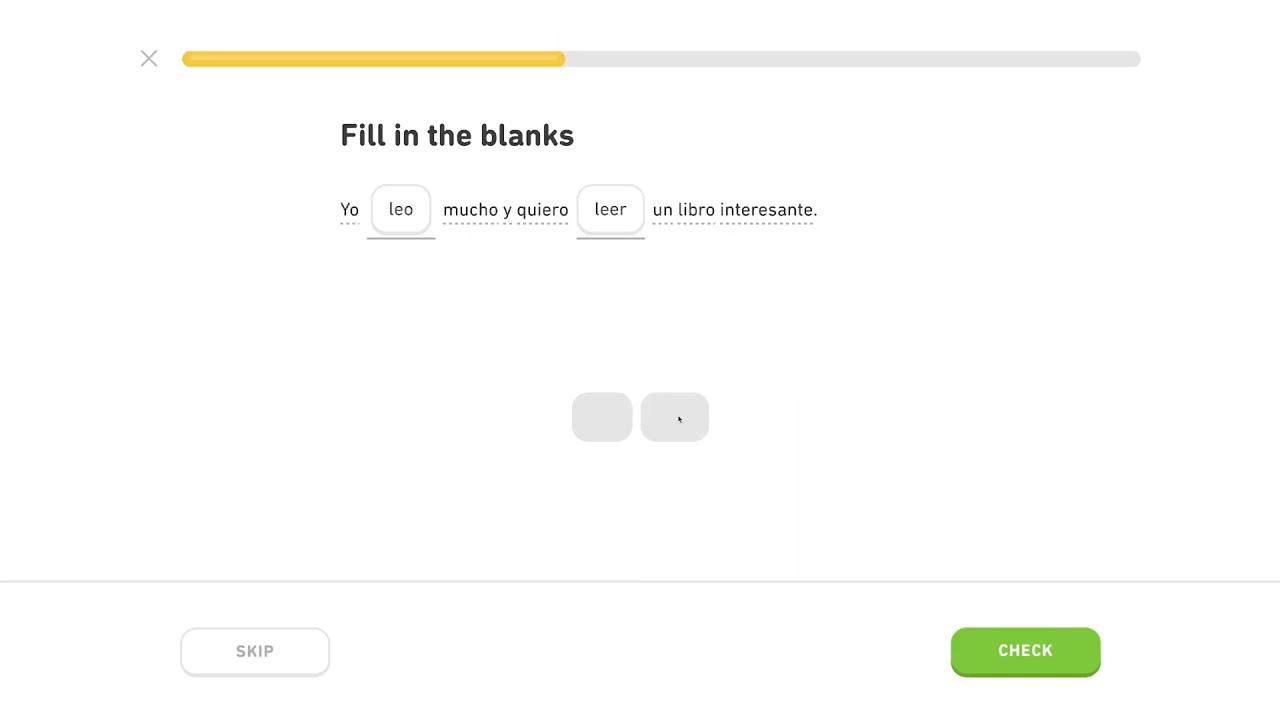 Fill in the blanks
Yo leo mucho y quiero leer un libro interesante.
SKIP
CHECK